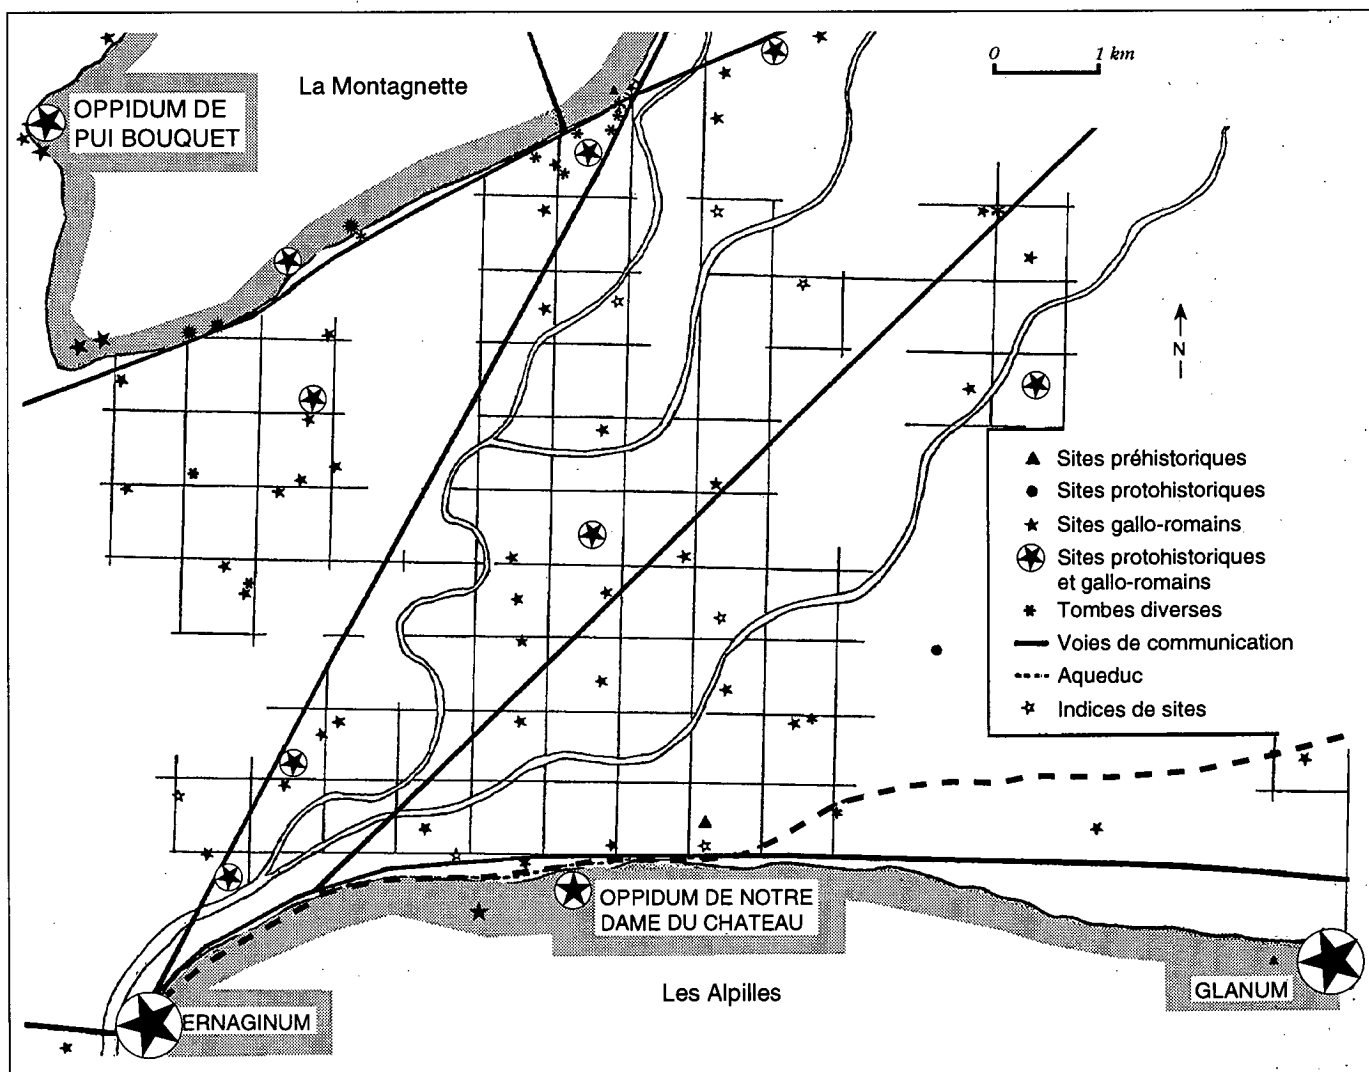 0 1 km
La Montagnette
OPPIDUM DE
PUI BOUQUET
N
Sites préhistoriques
Sites protohistoriques
Sites gallo-romains
Sites protohistoriques
et gallo-romains
Tombes diverses
Voies de communication
Aqueduc
Indices de sites
OPPIDUM DE NOTRE
DAME DU CHATEAU
Les Alpilles
GLANUM
ERNAGINUM